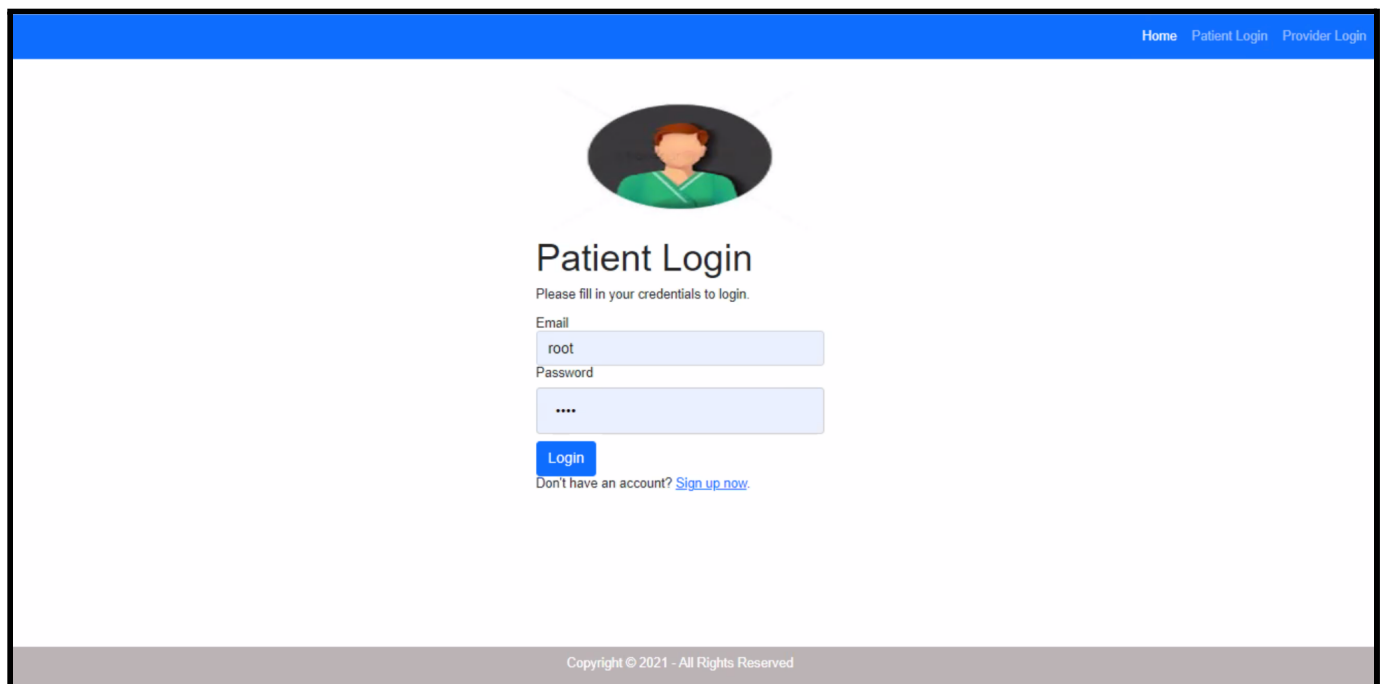 Home Patient Login Provider Login
Patient Login
Please fill in your credentials to login.
Email
root
Password
••••
Login
Don't have an account? Sign up now.
Copyright © 2021 - All Rights Reserved